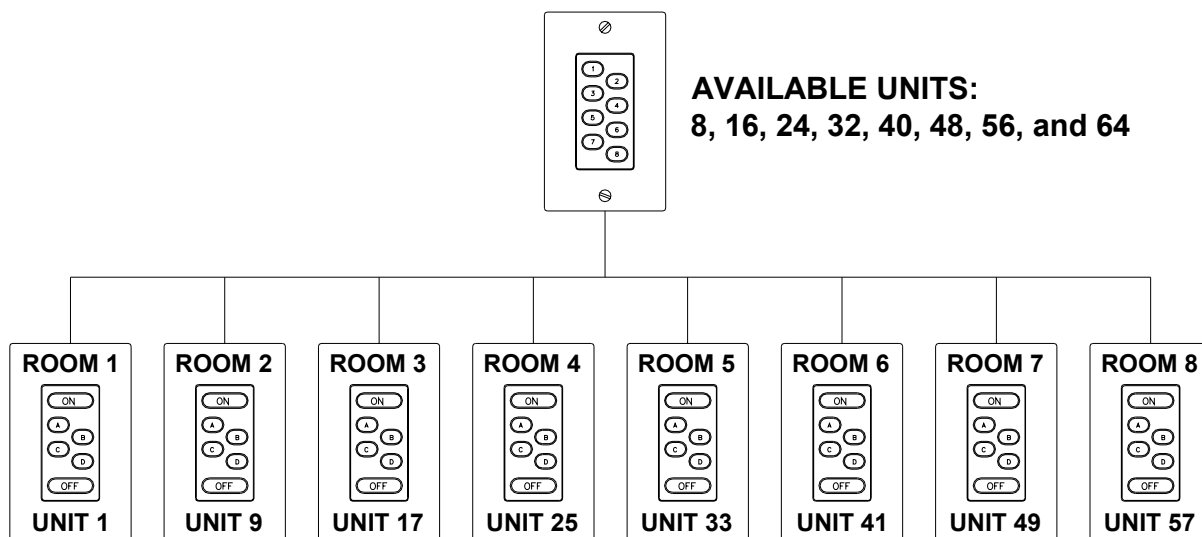 1
2
3
4
5
6
7
8
AVAILABLE UNITS:
8, 16, 24, 32, 40, 48, 56, and 64
ROOM 1 ROOM 2 ROOM 3 ROOM 4 ROOM 5 ROOM 6 ROOM 7 ROOM 8
ON ON ON ON ON ON ON ON
A A A A A A A A
B B B B B B B B
C C C C C C C C
D D D D D D D D
OFF OFF OFF OFF OFF OFF OFF OFF
UNIT 1 UNIT 9 UNIT 17 UNIT 25 UNIT 33 UNIT 41 UNIT 49 UNIT 57